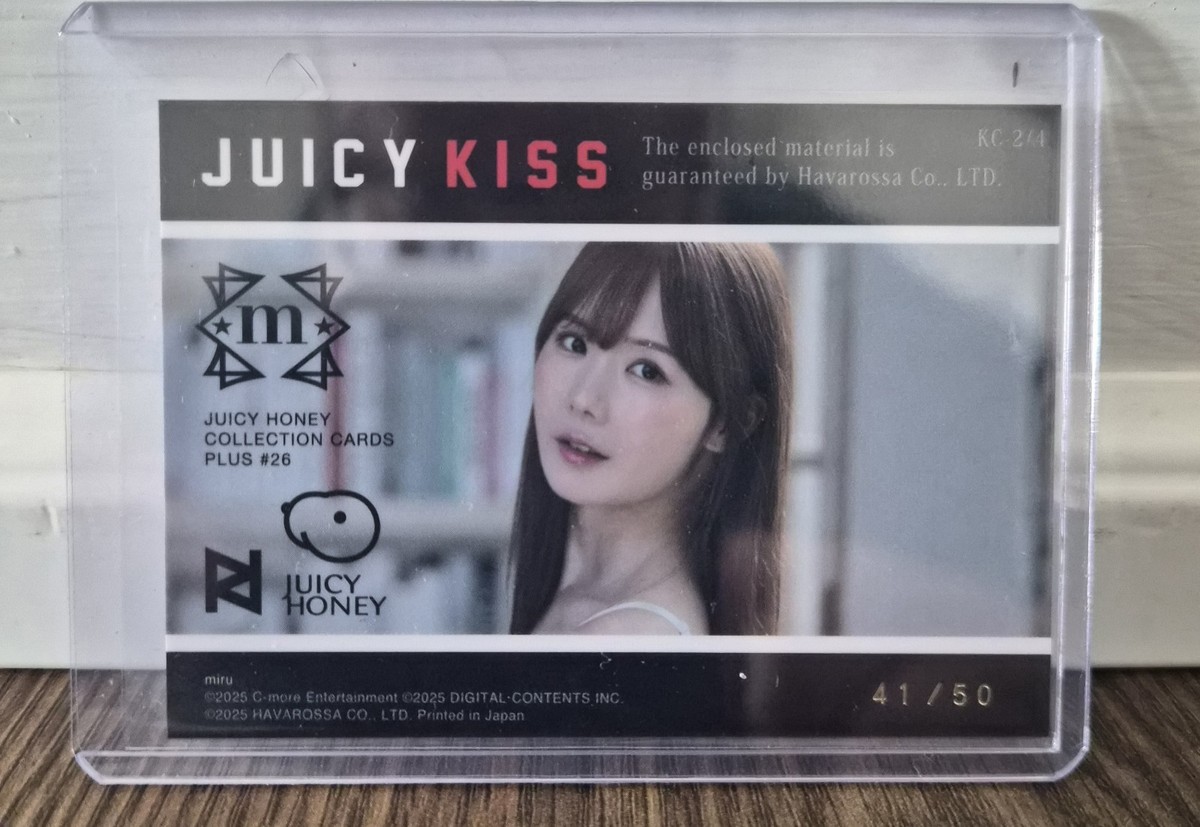 JUICY KISS
The enclosed material is
guaranteed by Havarossa Co., LTD.
KC-2/4
m
JUICY HONEY
COLLECTION CARDS
PLUS #26
JUICY
HONEY
miru
©2025 C-more Entertainment ©2025 DIGITAL-CONTENTS INC.
©2025 HAVAROSSA CO., LTD. Printed in Japan
41/50